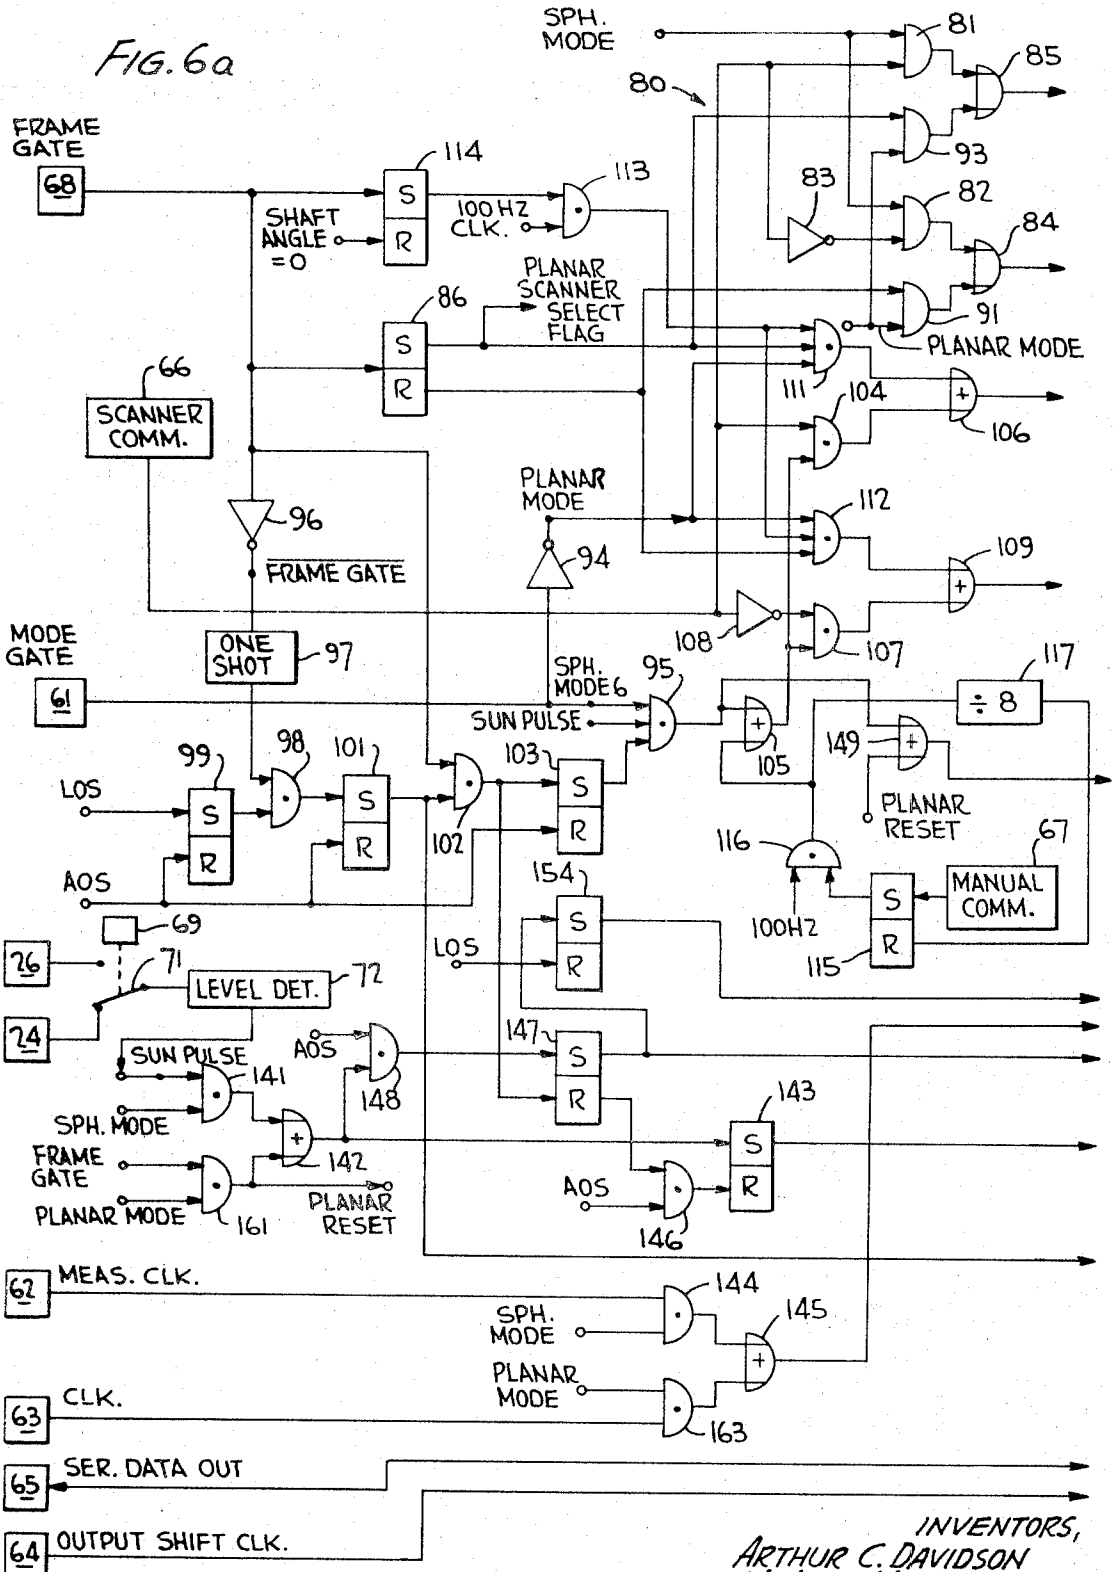 FIG. 6a
SPH.
MODE
81
85
80
93
FRAME
GATE
68
114
S
R
113
100HZ
CLK.
SHAFT
ANGLE
=0
83
82
84
PLANAR
SCANNER
SELECT
FLAG
86
S
R
91
PLANAR MODE
111
66
SCANNER
COMM.
104
+
106
PLANAR
MODE
112
96
FRAME GATE
94
109
+
MODE
GATE
61
ONE
SHOT
97
108
107
117
÷ 8
SPH.
MODE6
95
SUN PULSE
+
105
149
+
PLANAR
RESET
LOS
99
S
R
98
101
S
R
102
103
S
R
AOS
116
100HZ
67
MANUAL
COMM.
S
R
115
154
S
R
LOS
69
26
71
72
LEVEL DET.
24
SUN PULSE
141
AOS
148
147
S
R
SPH. MODE
+
142
143
S
R
FRAME
GATE
PLANAR MODE
161
PLANAR
RESET
AOS
146
62
MEAS. CLK.
144
SPH.
MODE
145
+
PLANAR
MODE
63
CLK.
163
65
SER. DATA OUT
64
OUTPUT SHIFT CLK.
INVENTORS,
ARTHUR C. DAVIDSON